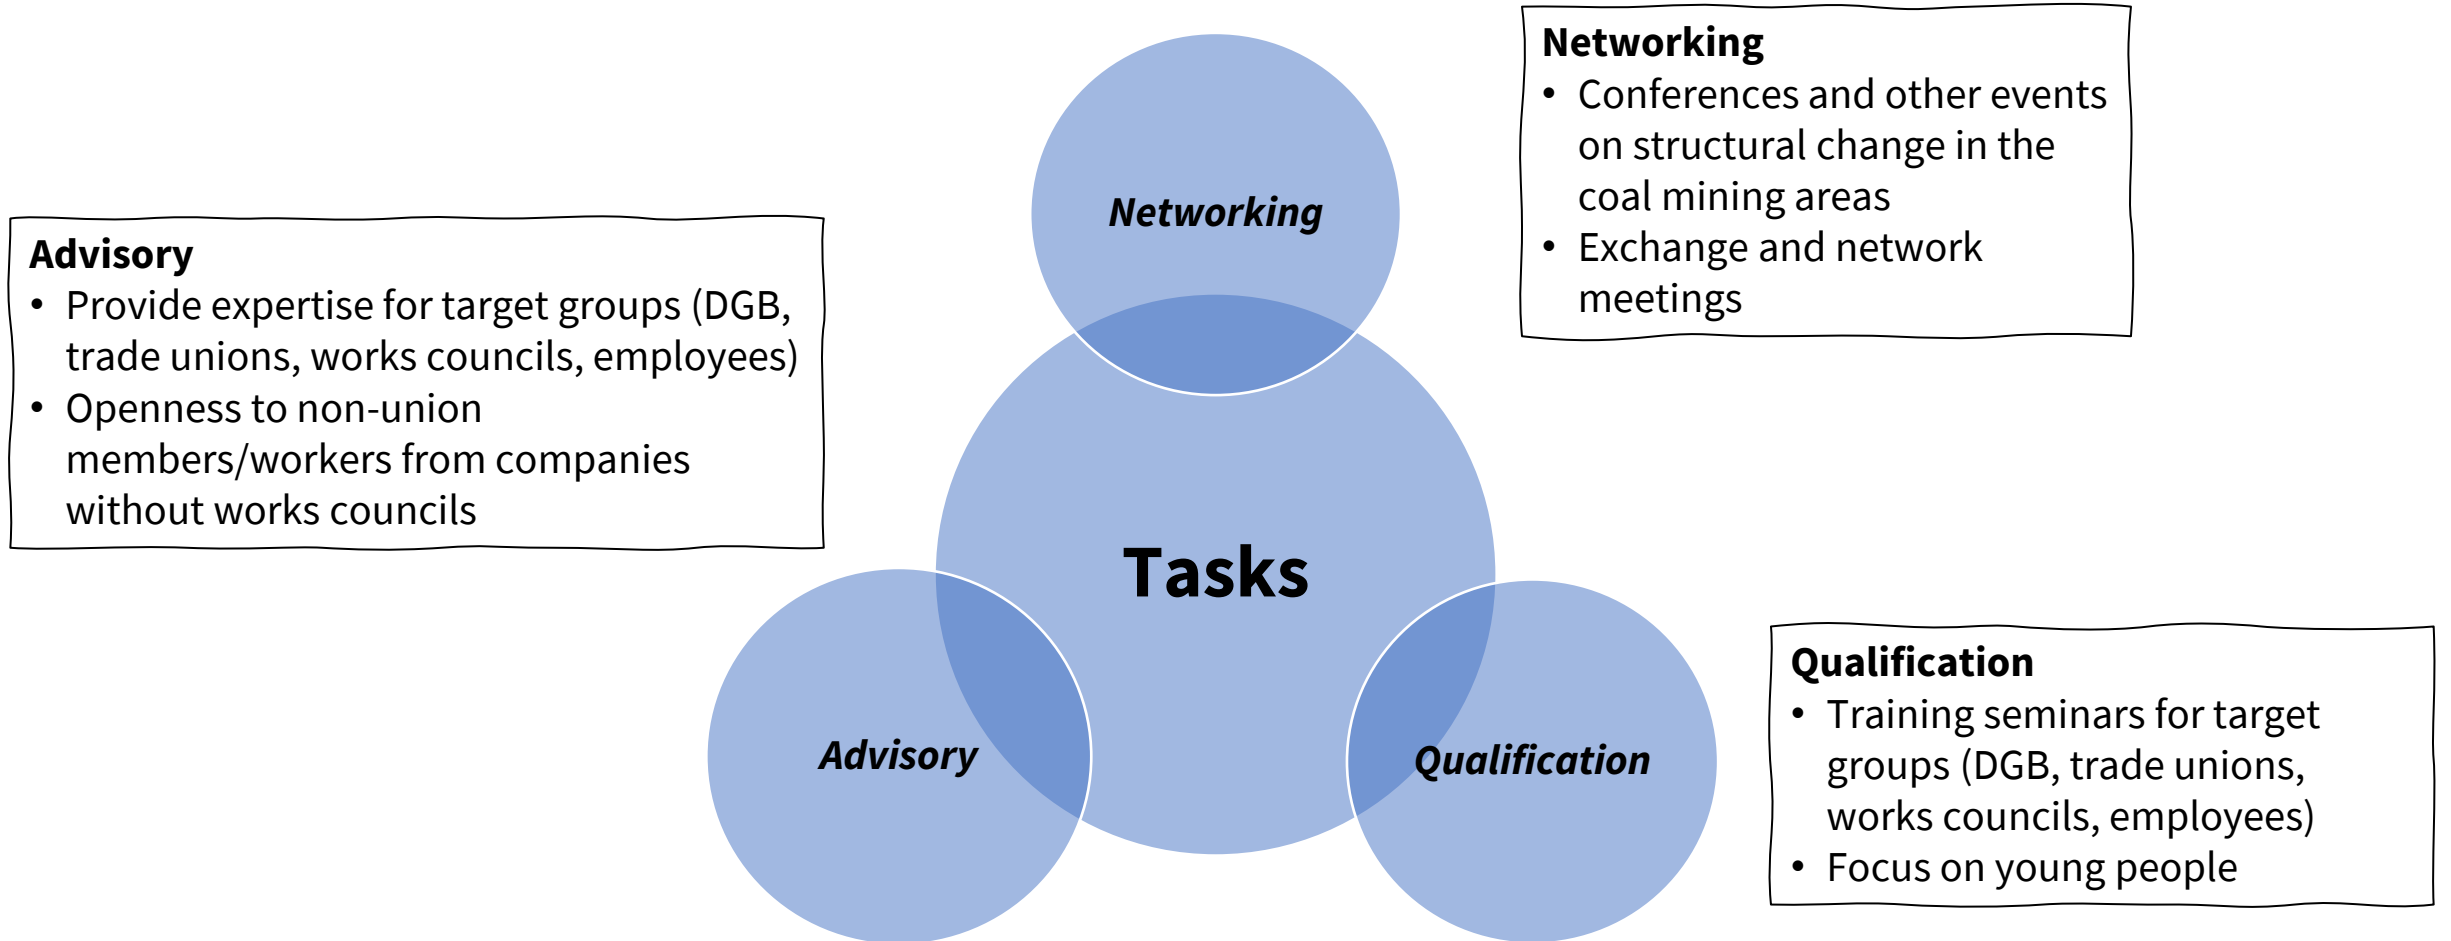 Networking
• Conferences and other events
on structural change in the
coal mining areas
• Exchange and network
meetings
Networking
Advisory
• Provide expertise for target groups (DGB,
trade unions, works councils, employees)
• Openness to non-union
members/workers from companies
without works councils
Tasks
Advisory
Qualification
Qualification
• Training seminars for target
groups (DGB, trade unions,
works councils, employees)
• Focus on young people